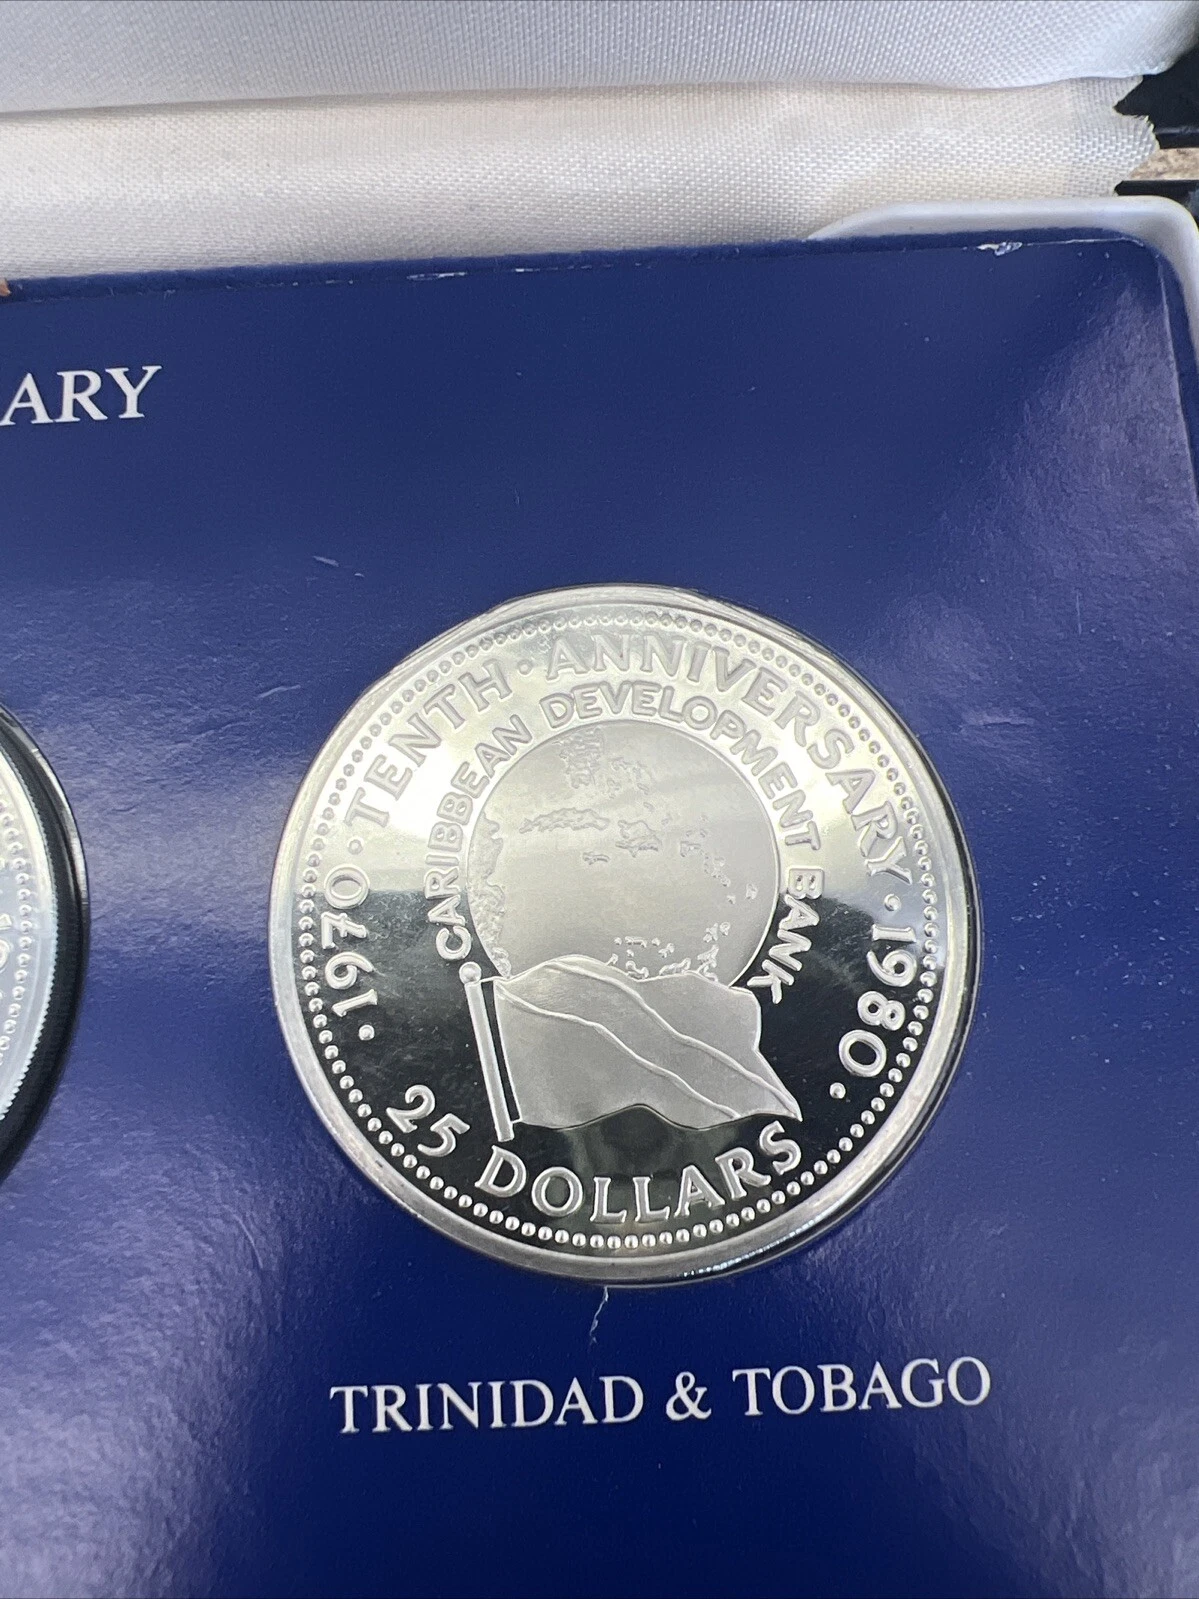 ARY
1970 · TENTH · ANNIVERSARY · 1980 ·
CARIBBEAN DEVELOPMENT BANK
25 DOLLARS
TRINIDAD & TOBAGO